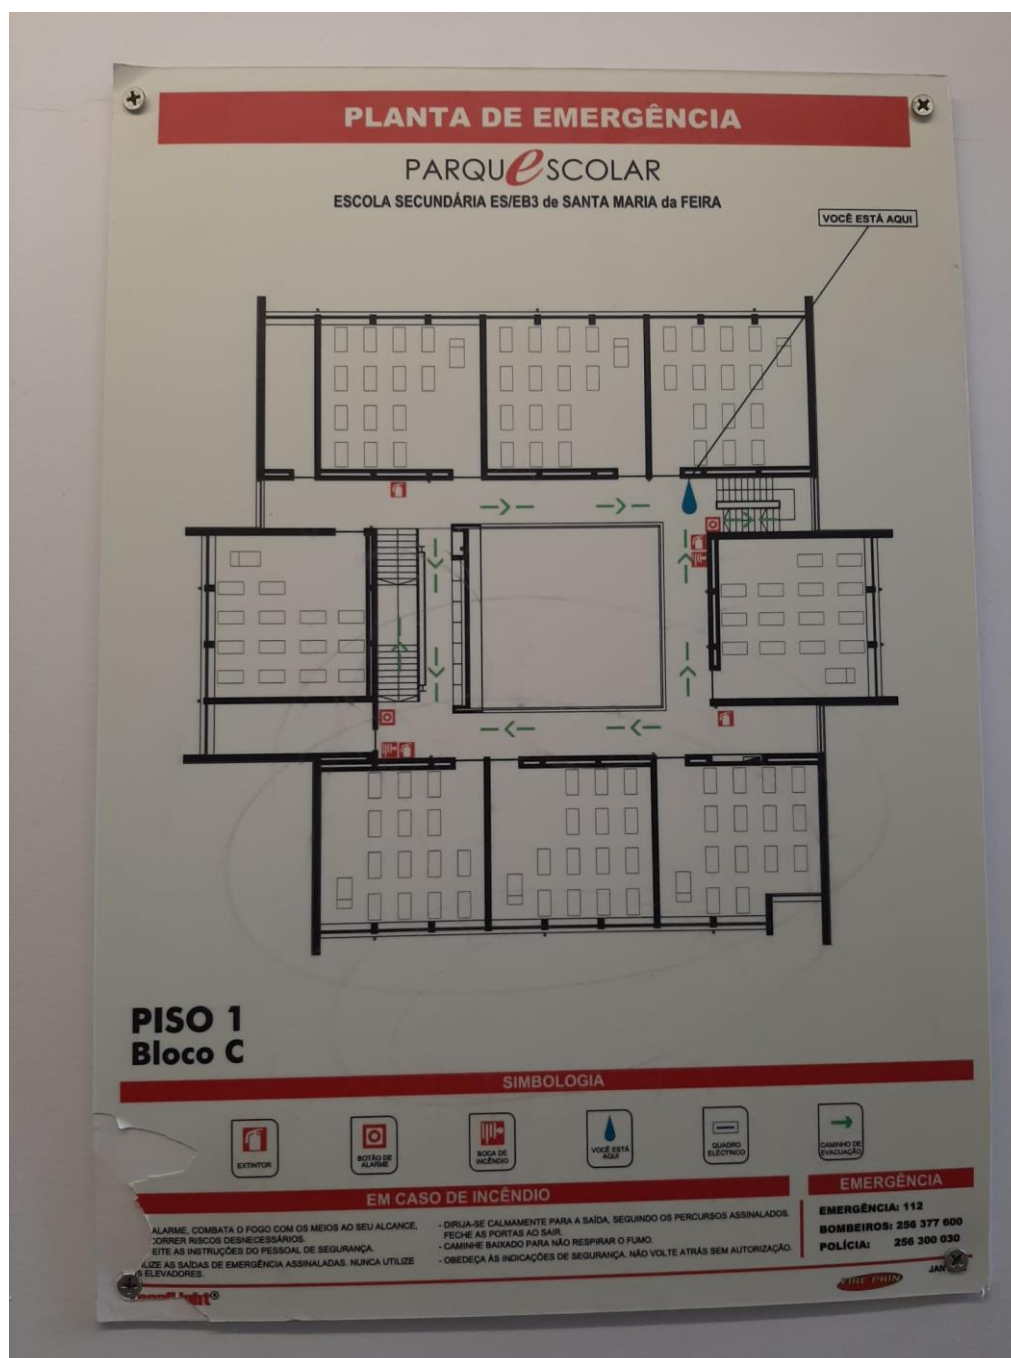 PLANTA DE EMERGÊNCIA
PARQUESCOLAR
ESCOLA SECUNDÁRIA ES/EB3 de SANTA MARIA da FEIRA
VOCÊ ESTÁ AQUI
PISO 1
Bloco C
SIMBOLOGIA
EXTINTOR
BOTÃO DE
ALARME
BOCA DE
INCÊNDIO
VOCÊ ESTÁ
AQUI
QUADRO
ELÉCTRICO
CAMINHO DE
EVACUAÇÃO
EM CASO DE INCÊNDIO
ALARME, COMBATA O FOGO COM OS MEIOS AO SEU ALCANCE,
CORRER RISCOS DESNECESSÁRIOS.
EITE AS INSTRUÇÕES DO PESSOAL DE SEGURANÇA.
LIZE AS SAÍDAS DE EMERGÊNCIA ASSINALADAS. NUNCA UTILIZE
S ELEVADORES.
- DIRIJA-SE CALMAMENTE PARA A SAÍDA, SEGUINDO OS PERCURSOS ASSINALADOS.
FECHE AS PORTAS AO SAIR.
- CAMINHE BAIXADO PARA NÃO RESPIRAR O FUMO.
- OBEDEÇA ÀS INDICAÇÕES DE SEGURANÇA. NÃO VOLTE ATRÁS SEM AUTORIZAÇÃO.
EMERGÊNCIA
EMERGÊNCIA: 112
BOMBEIROS: 256 377 600
POLÍCIA: 256 300 030
JAN
FIRE PRIN